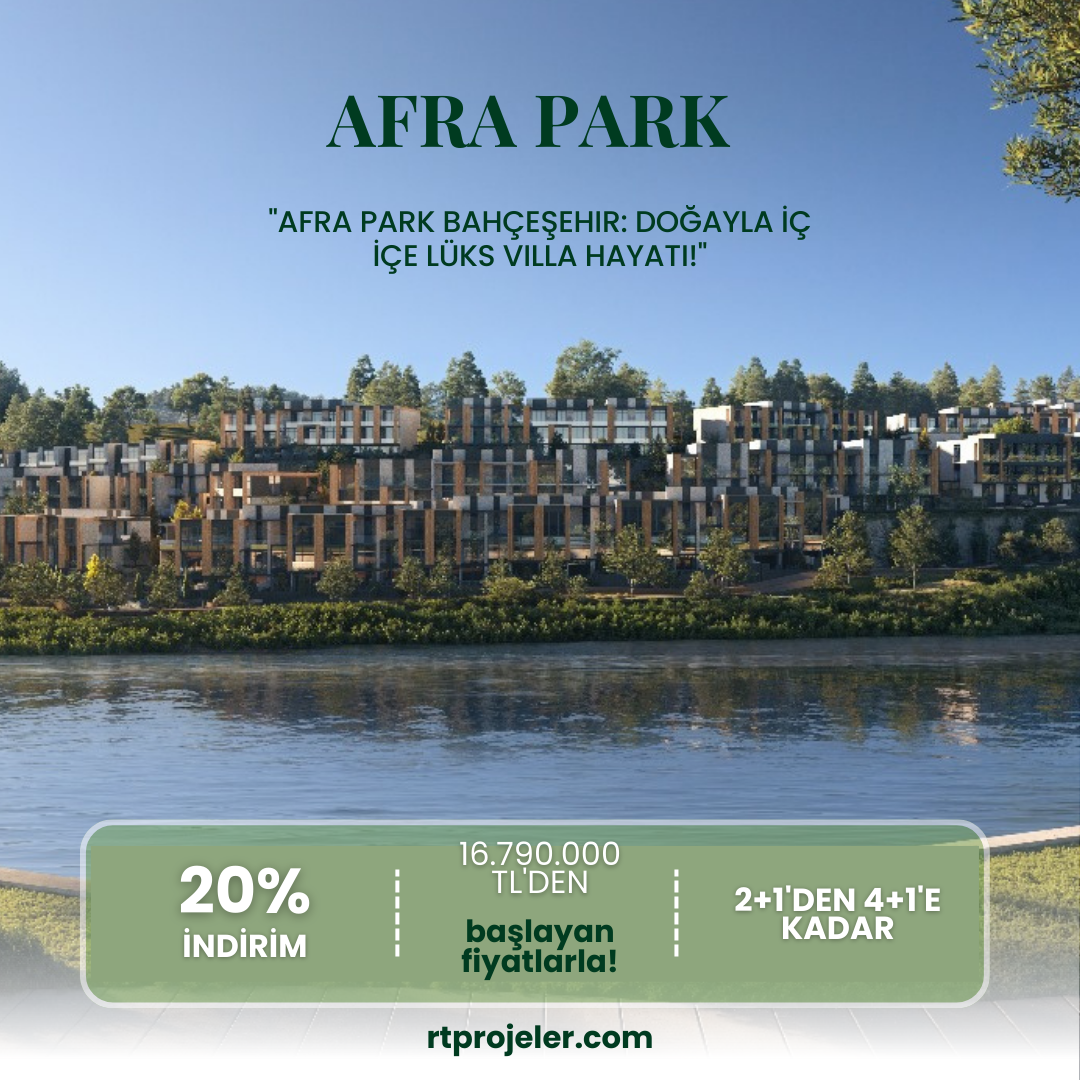 AFRA PARK
"AFRA PARK BAHÇEŞEHIR: DOĞAYLA İÇ
İÇE LÜKS VILLA HAYATI!"
20%
İNDİRİM
16.790.000
TL'DEN
başlayan
fiyatlarla!
2+1'DEN 4+1'E
KADAR
rtprojeler.com